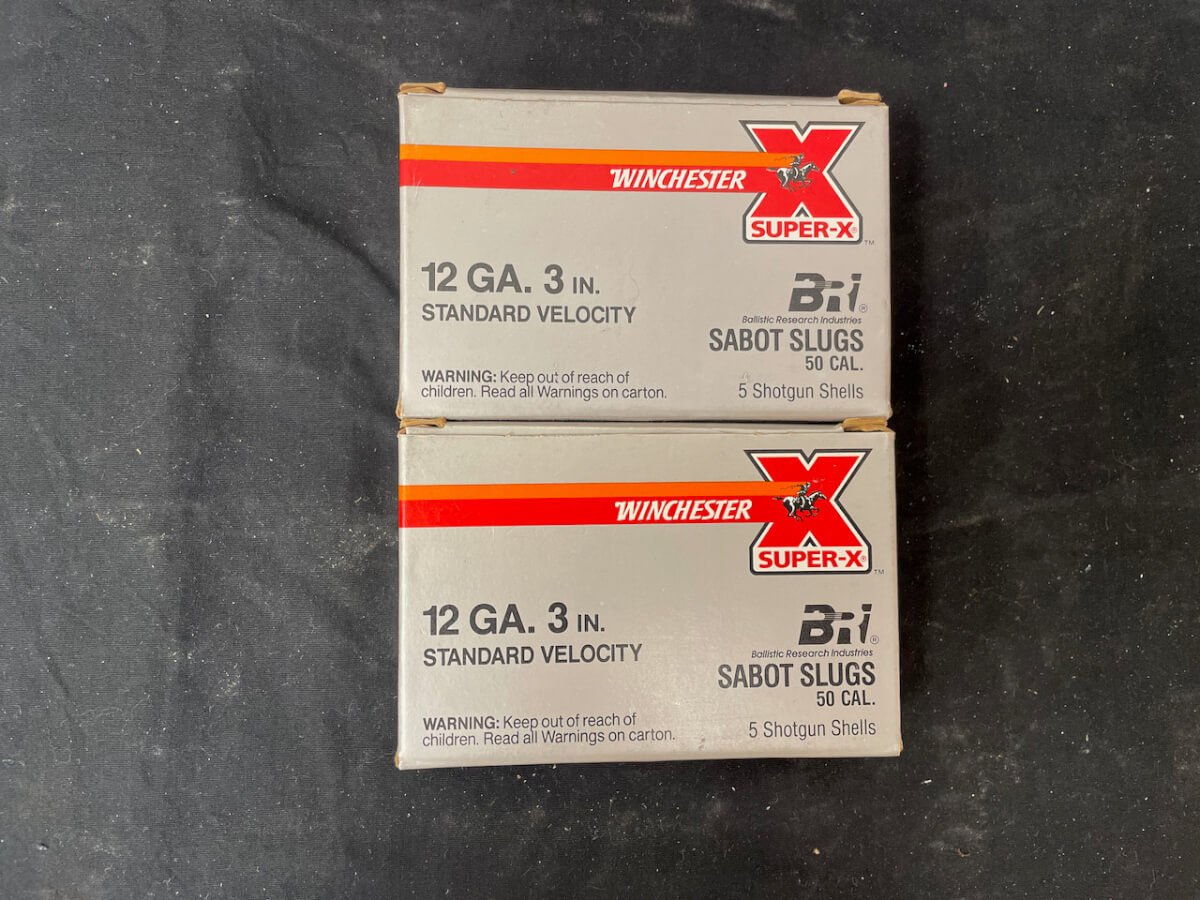 WINCHESTER
X
SUPER-X®
TM
12 GA. 3 IN.
STANDARD VELOCITY
BRI®
Ballistic Research Industries
SABOT SLUGS
50 CAL.
WARNING: Keep out of reach of
children. Read all Warnings on carton.
5 Shotgun Shells
WINCHESTER
X
SUPER-X®
TM
12 GA. 3 IN.
STANDARD VELOCITY
BRI®
Ballistic Research Industries
SABOT SLUGS
50 CAL.
WARNING: Keep out of reach of
children. Read all Warnings on carton.
5 Shotgun Shells